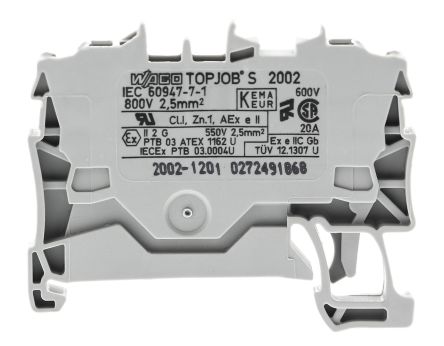 WAGO TOPJOB® S 2002
IEC 60947-7-1
800V 2,5mm²
KEMA KEUR
600V
20A
Cl.I, Zn.1, AEx e II
Ex II 2 G 550V 2,5mm²
PTB 03 ATEX 1162 U
IECEx PTB 03.0004U
Ex e IIC Gb
TÜV 12.1307 U
2002-1201 0272491868